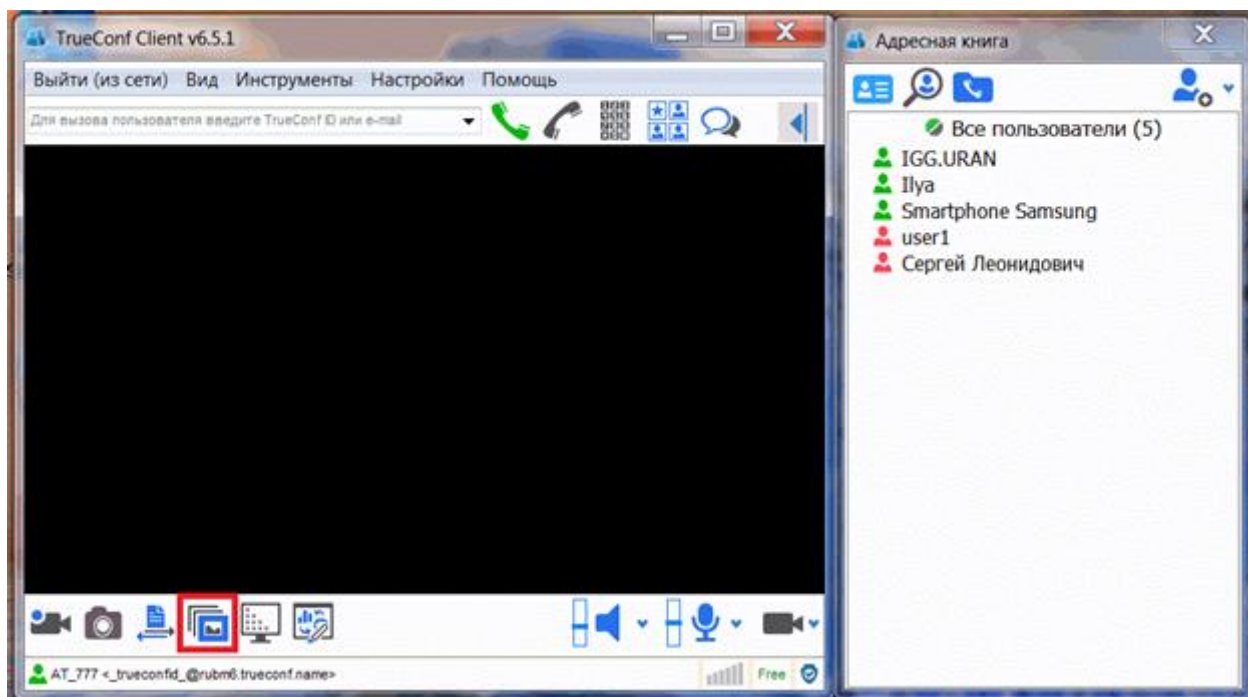 TrueConf Client v6.5.1
Выйти (из сети) Вид Инструменты Настройки Помощь
Для вызова пользователя введите TrueConf ID или e-mail
AT_777 <_trueconfid_@rubm6.trueconf.name>
Free
Адресная книга
Все пользователи (5)
IGG.URAN
Ilya
Smartphone Samsung
user1
Сергей Леонидович